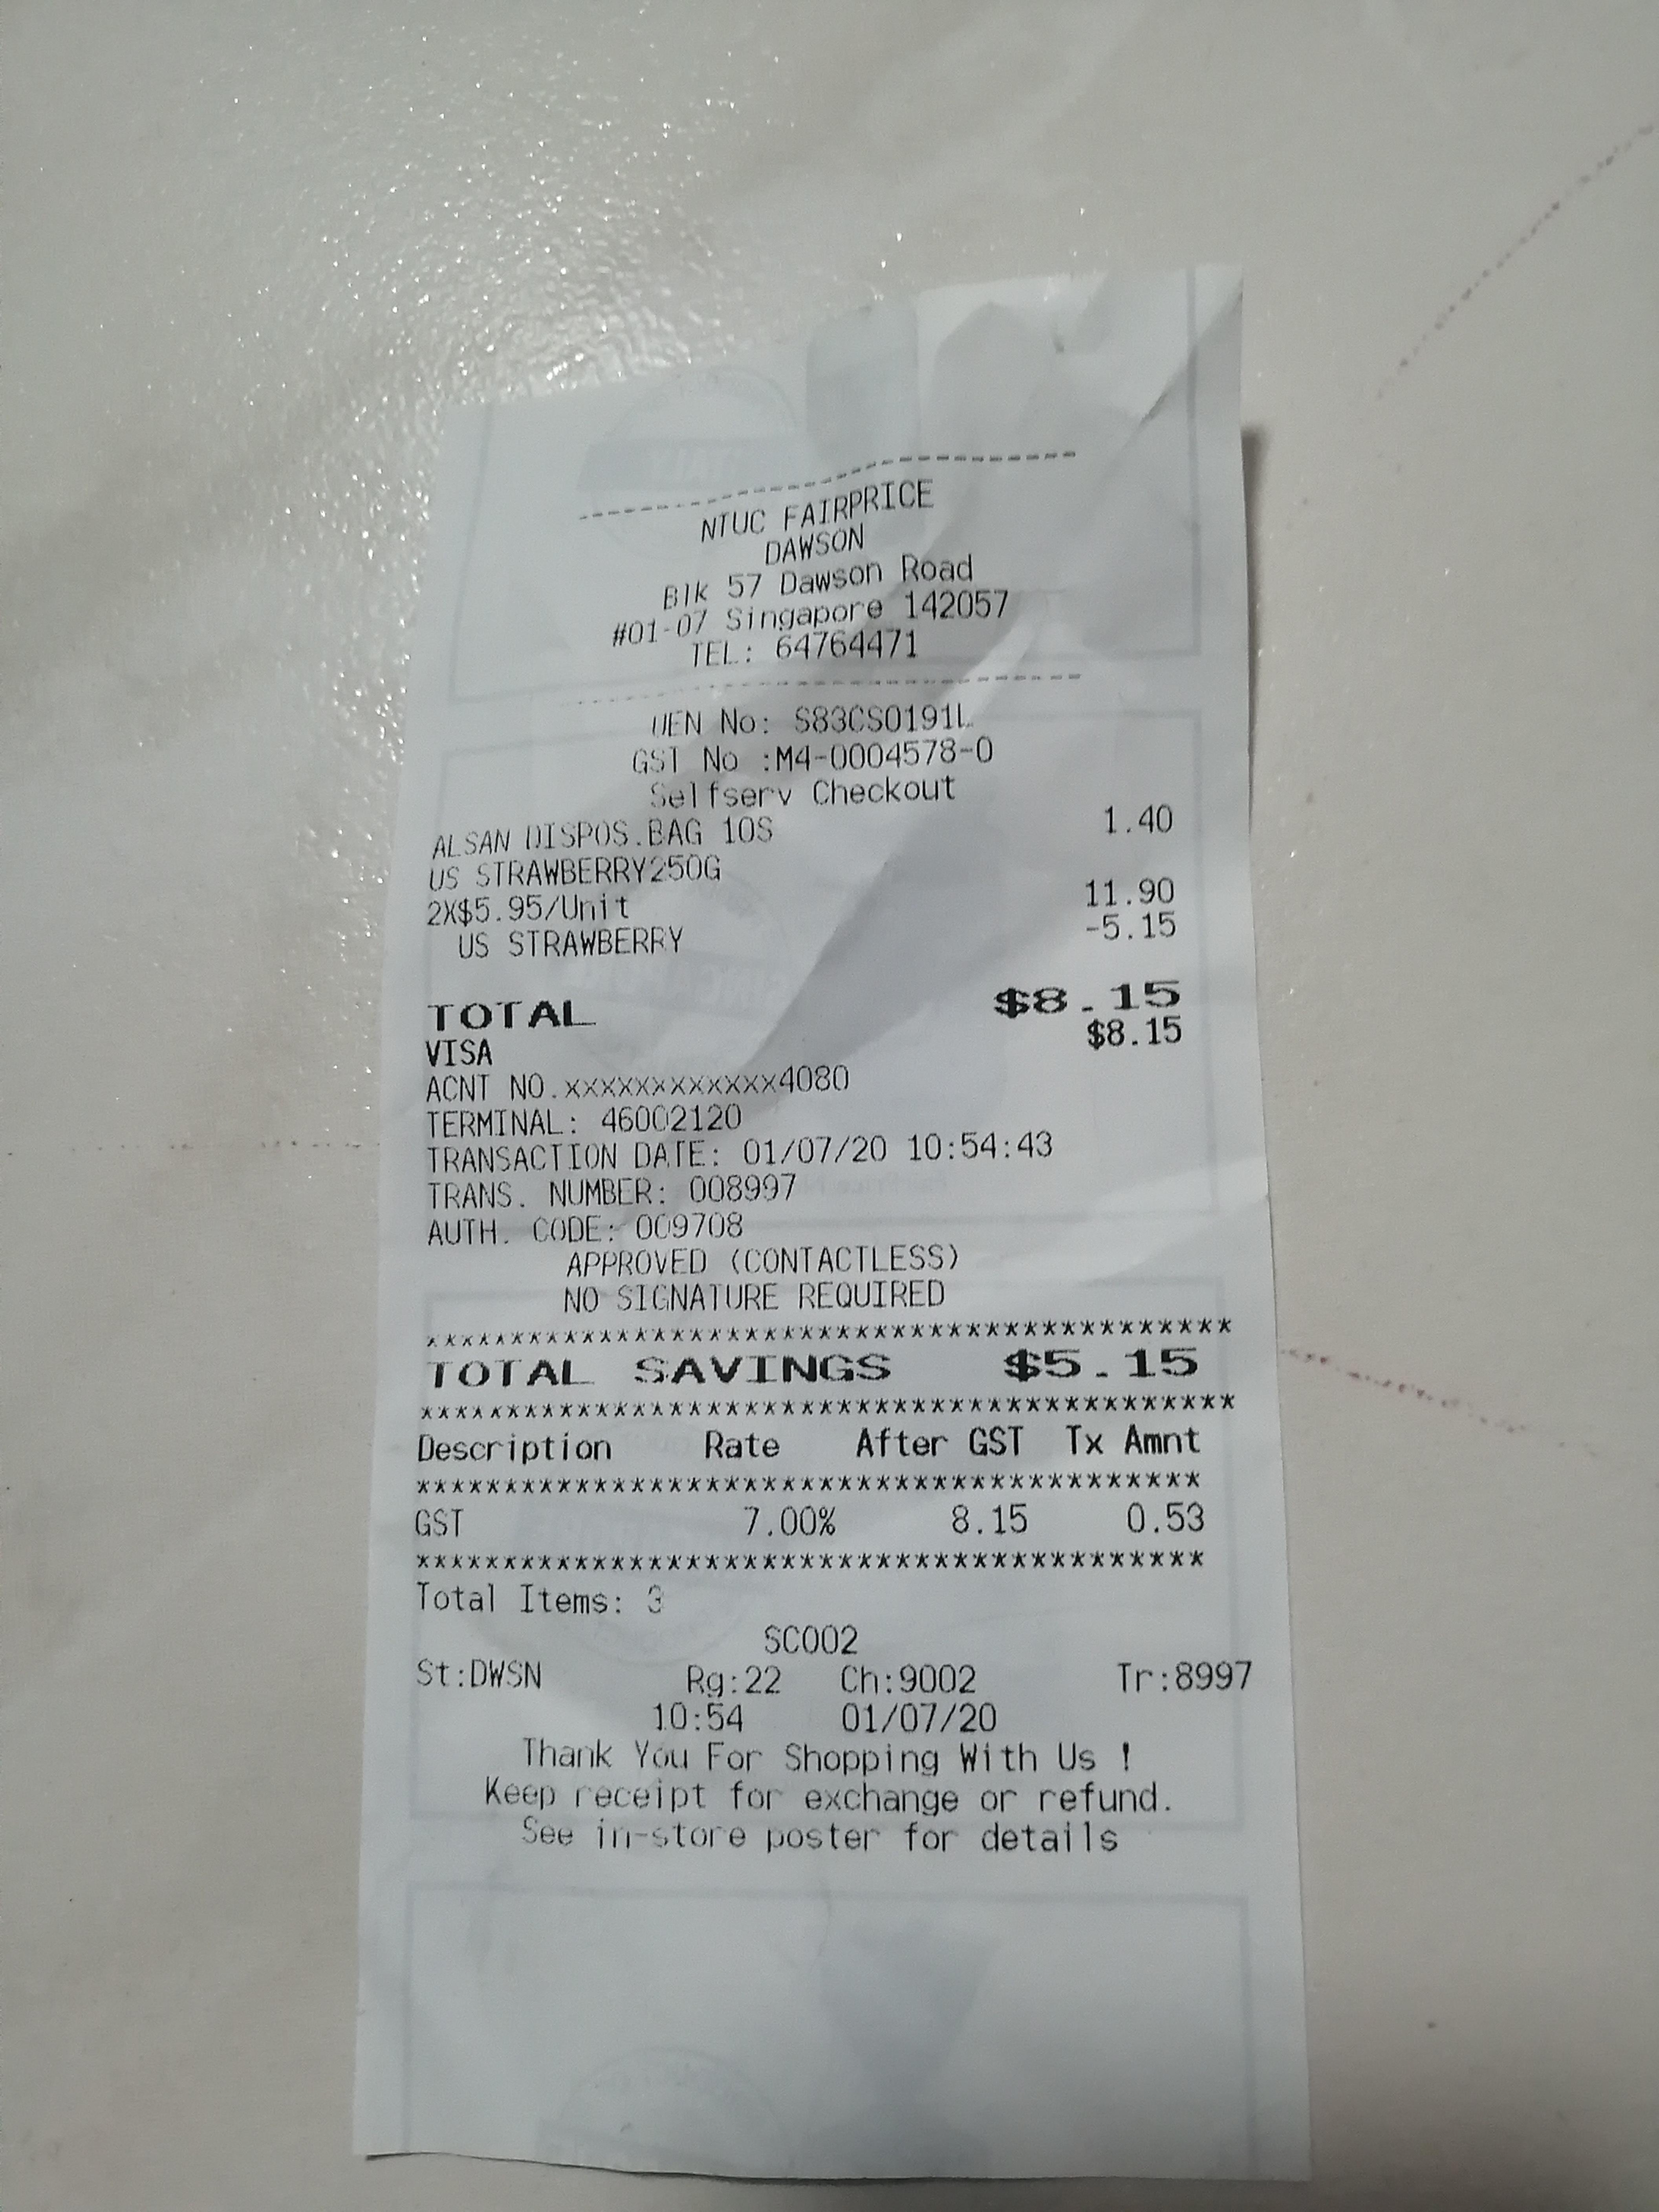 NTUC FAIRPRICE
DAWSON
Blk 57 Dawson Road
#01-07 Singapore 142057
TEL: 64764471
UEN No: S83CS0191L
GST No :M4-0004578-0
Selfserv Checkout
ALSAN DISPOS.BAG 10S 1.40
US STRAWBERRY250G
2X$5.95/Unit 11.90
US STRAWBERRY -5.15
TOTAL $8.15
VISA $8.15
ACNT NO.xxxxxxxxxxxx4080
TERMINAL: 46002120
TRANSACTION DATE: 01/07/20 10:54:43
TRANS. NUMBER: 008997
AUTH. CODE: 009708
APPROVED (CONTACTLESS)
NO SIGNATURE REQUIRED
TOTAL SAVINGS $5.15
Description Rate After GST Tx Amnt
GST 7.00% 8.15 0.53
Total Items: 3
SC002
St:DWSN Rg:22 Ch:9002 Tr:8997
10:54 01/07/20
Thank You For Shopping With Us !
Keep receipt for exchange or refund.
See in-store poster for details